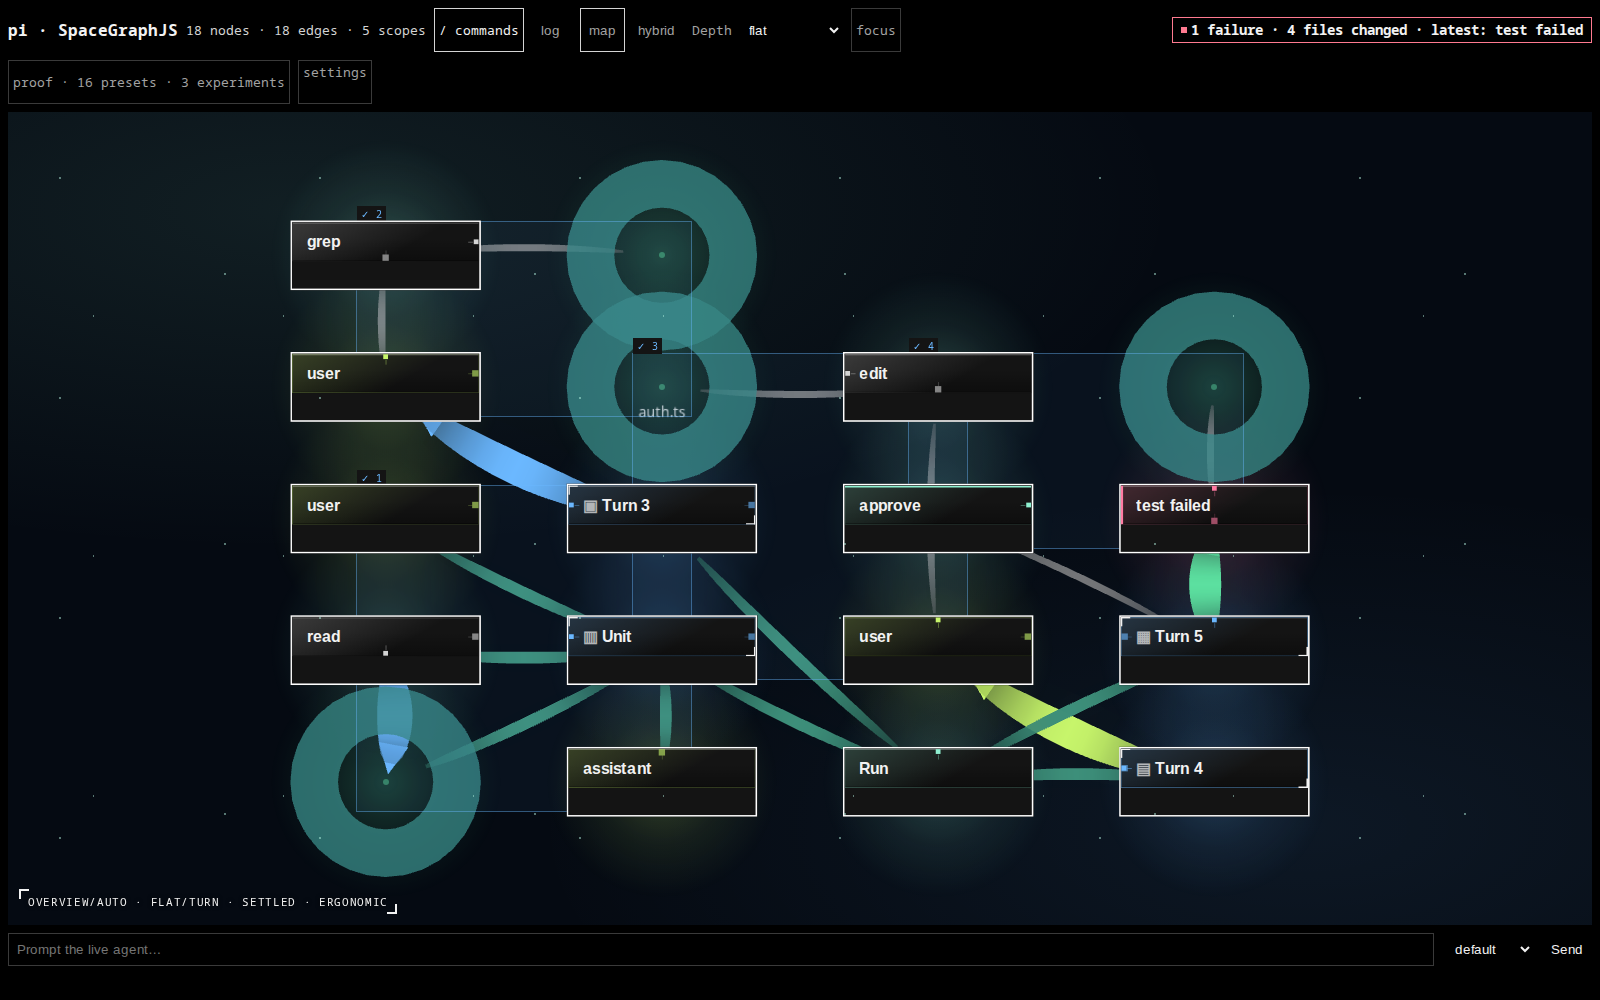 pi · SpaceGraphJS 18 nodes · 18 edges · 5 scopes / commands log map hybrid Depth flat focus 1 failure · 4 files changed · latest: test failed
proof · 16 presets · 3 experiments settings
✓ 2
grep
✓ 3
✓ 4
user
edit
auth.ts
✓ 1
user
Turn 3
approve
test failed
read
Unit
user
Turn 5
assistant
Run
Turn 4
OVERVIEW/AUTO · FLAT/TURN · SETTLED · ERGONOMIC
Prompt the live agent… default Send